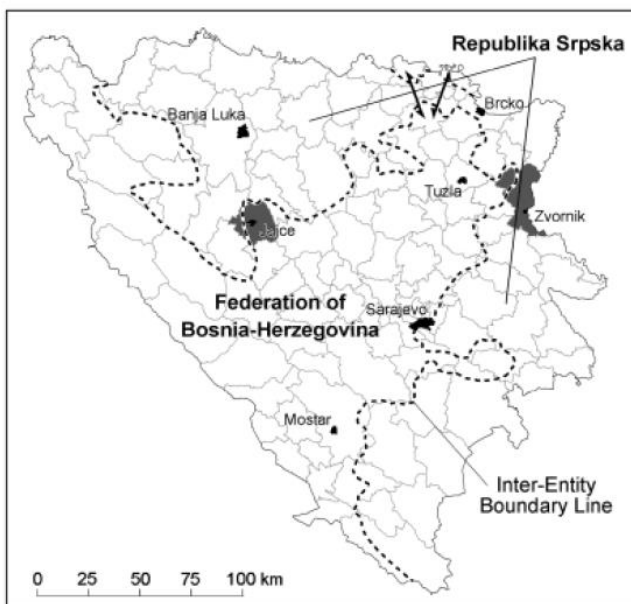 Republika Srpska
Banja Luka
Brcko
Tuzla
Zvornik
Jajce
Federation of
Bosnia-Herzegovina
Sarajevo
Mostar
Inter-Entity
Boundary Line
0 25 50 75 100 km